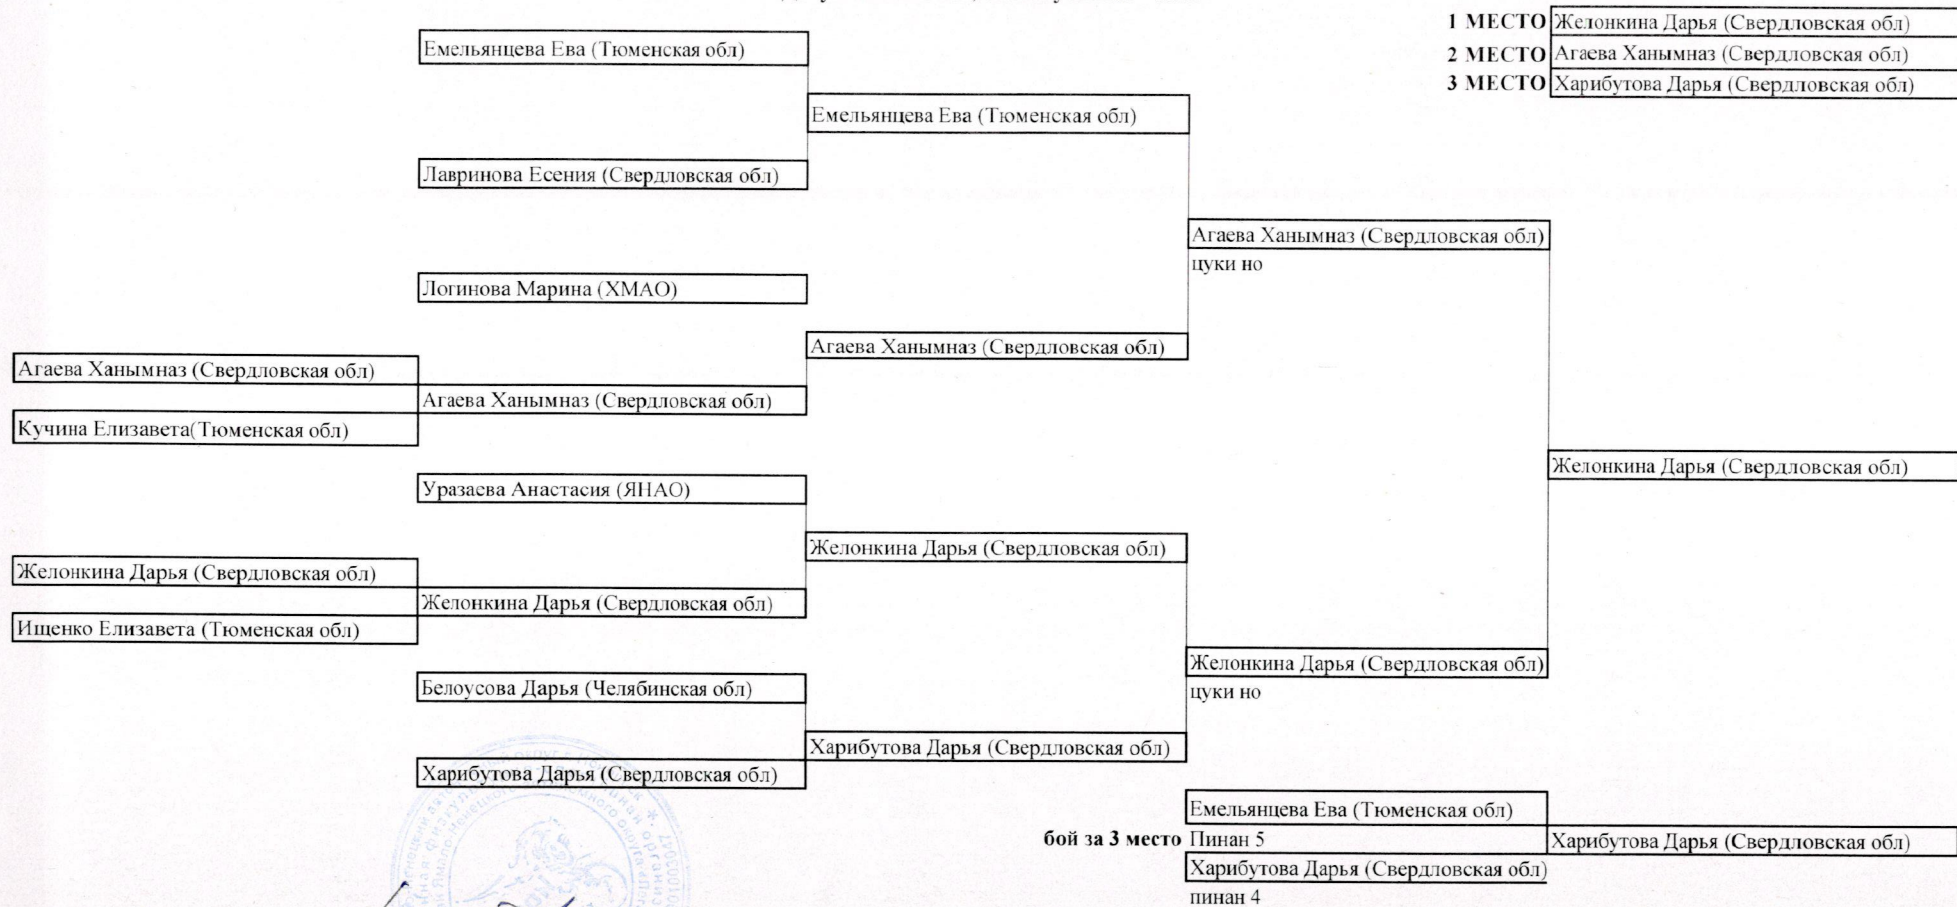 1 МЕСТО Желонкина Дарья (Свердловская обл)
2 МЕСТО Агаева Ханымназ (Свердловская обл)
3 МЕСТО Харибутова Дарья (Свердловская обл)
Емельянцева Ева (Тюменская обл)
Емельянцева Ева (Тюменская обл)
Лавринова Есения (Свердловская обл)
Агаева Ханымназ (Свердловская обл)
цуки но
Логинова Марина (ХМАО)
Агаева Ханымназ (Свердловская обл)
Агаева Ханымназ (Свердловская обл)
Агаева Ханымназ (Свердловская обл)
Кучина Елизавета(Тюменская обл)
Желонкина Дарья (Свердловская обл)
Уразаева Анастасия (ЯНАО)
Желонкина Дарья (Свердловская обл)
Желонкина Дарья (Свердловская обл)
Желонкина Дарья (Свердловская обл)
Ищенко Елизавета (Тюменская обл)
Желонкина Дарья (Свердловская обл)
цуки но
Белоусова Дарья (Челябинская обл)
Харибутова Дарья (Свердловская обл)
Харибутова Дарья (Свердловская обл)
Емельянцева Ева (Тюменская обл)
бой за 3 место Пинан 5
Харибутова Дарья (Свердловская обл)
Харибутова Дарья (Свердловская обл)
пинан 4